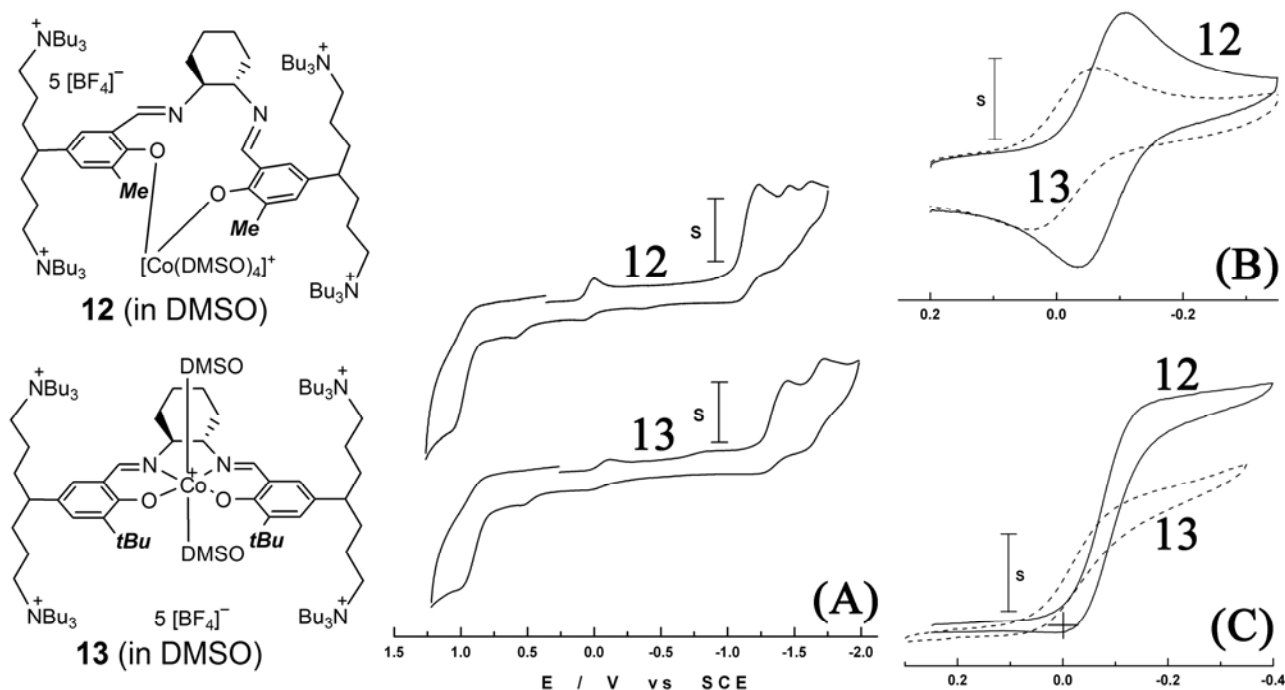 +
NBu3
+
Bu3N
5 [BF4]−
N
N
O
O
Me
Me
+
NBu3
[Co(DMSO)4]+
+
Bu3N
12 (in DMSO)
DMSO
+
NBu3
+
Bu3N
N
N
+
Co
O
O
tBu
tBu
DMSO
+
NBu3
+
Bu3N
5 [BF4]−
13 (in DMSO)
12
S
13
S
(A)
1.5 1.0 0.5 0.0 -0.5 -1.0 -1.5 -2.0
E / V vs SCE
12
S
13
(B)
0.2 0.0 -0.2
12
13
S
(C)
0.2 0.0 -0.2 -0.4